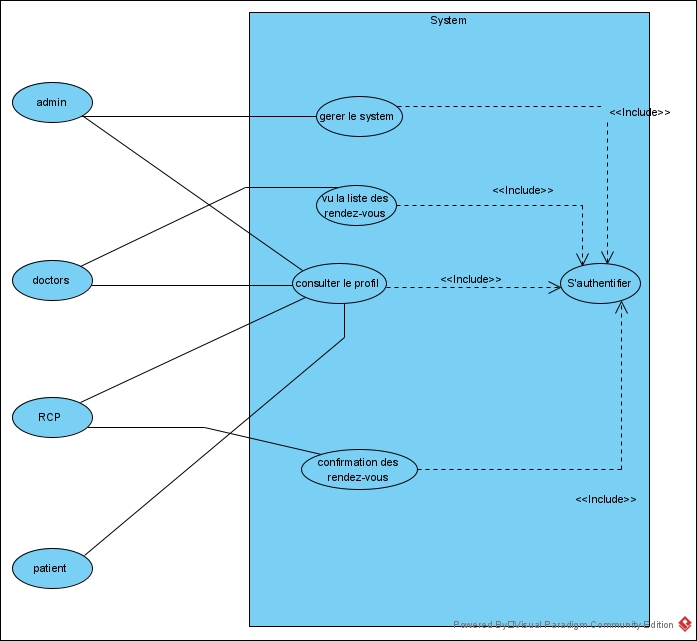 System
admin
gerer le system
<<Include>>
vu la liste des
rendez-vous
<<Include>>
doctors
consulter le profil
<<Include>>
S'authentifier
RCP
confirmation des
rendez-vous
<<Include>>
patient
Powered By Visual Paradigm Community Edition